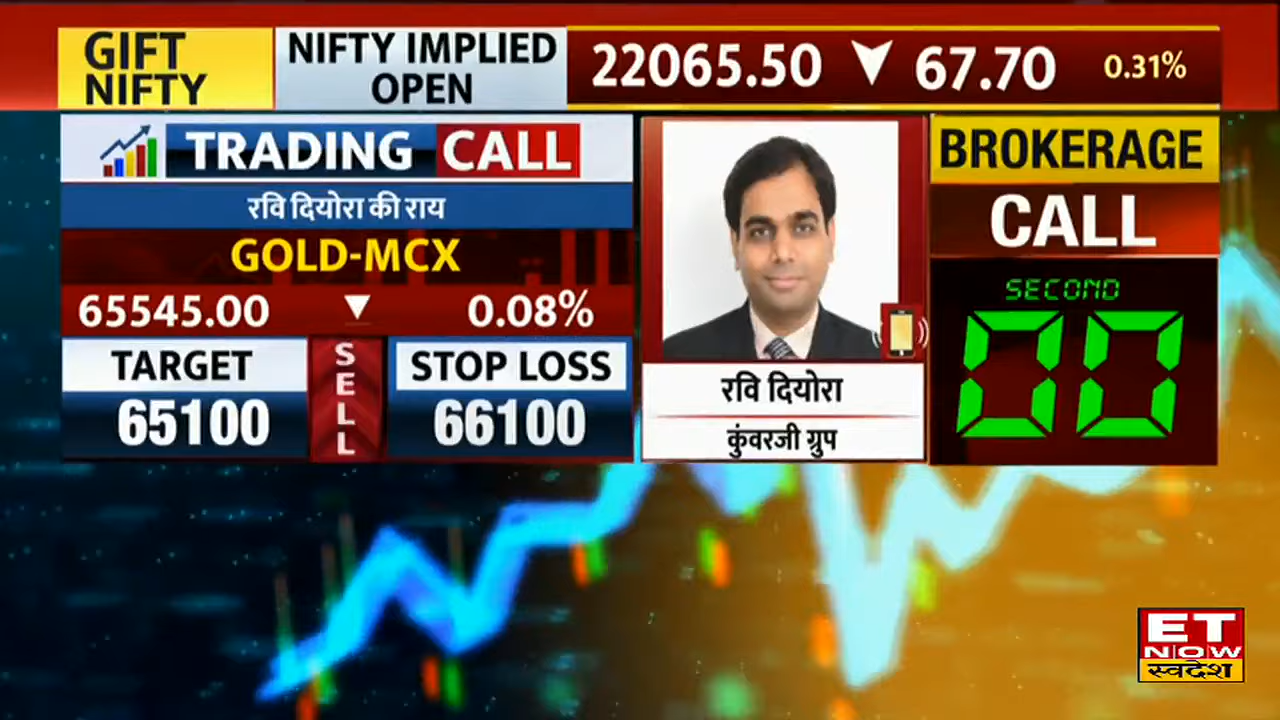 GIFT
NIFTY
NIFTY IMPLIED
OPEN
22065.50 ▼ 67.70 0.31%
TRADING CALL
रवि दियोरा की राय
GOLD-MCX
65545.00 ▼ 0.08%
TARGET
65100
SELL
STOP LOSS
66100
रवि दियोरा
कुंवरजी ग्रुप
BROKERAGE
CALL
SECOND
00
ET
NOW
स्वदेश